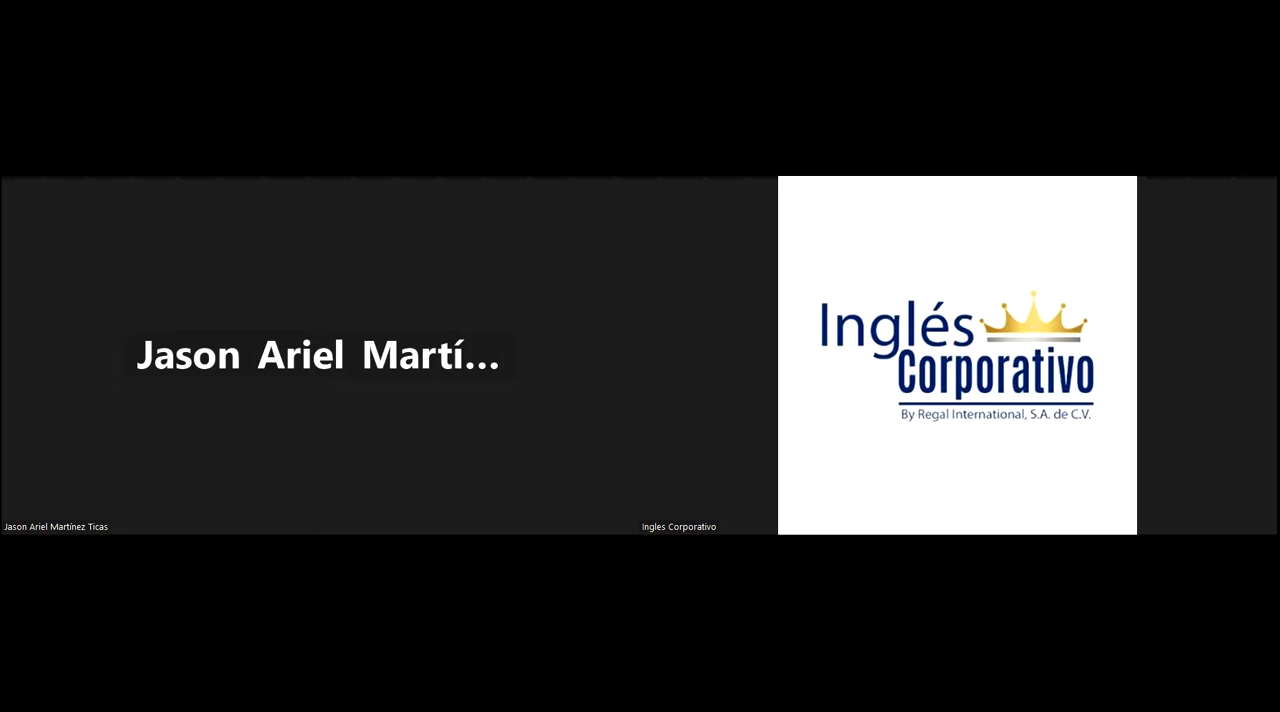 Jason Ariel Martí...
Jason Ariel Martínez Ticas
Inglés
Corporativo
By Regal International, S.A. de C.V.
Ingles Corporativo